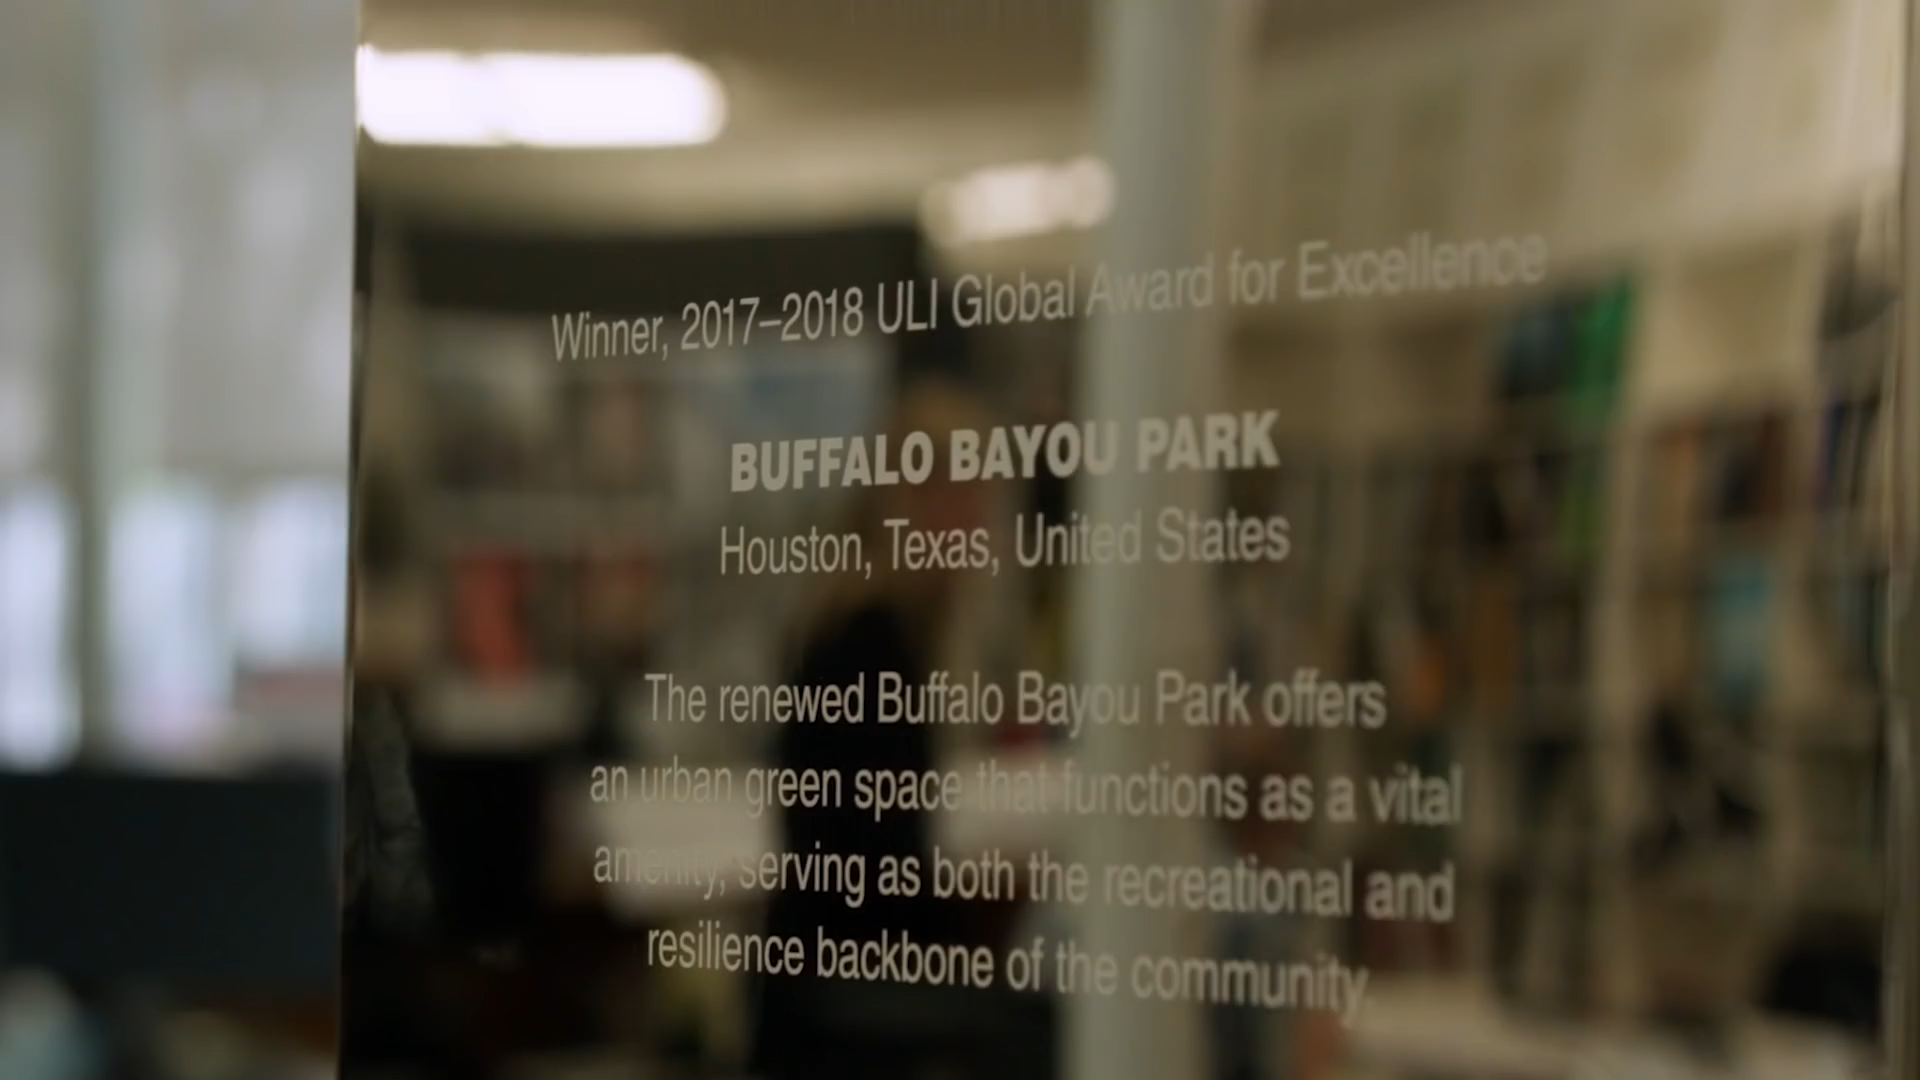 Winner, 2017–2018 ULI Global Award for Excellence
BUFFALO BAYOU PARK
Houston, Texas, United States
The renewed Buffalo Bayou Park offers
an urban green space that functions as a vital
amenity, serving as both the recreational and
resilience backbone of the community.